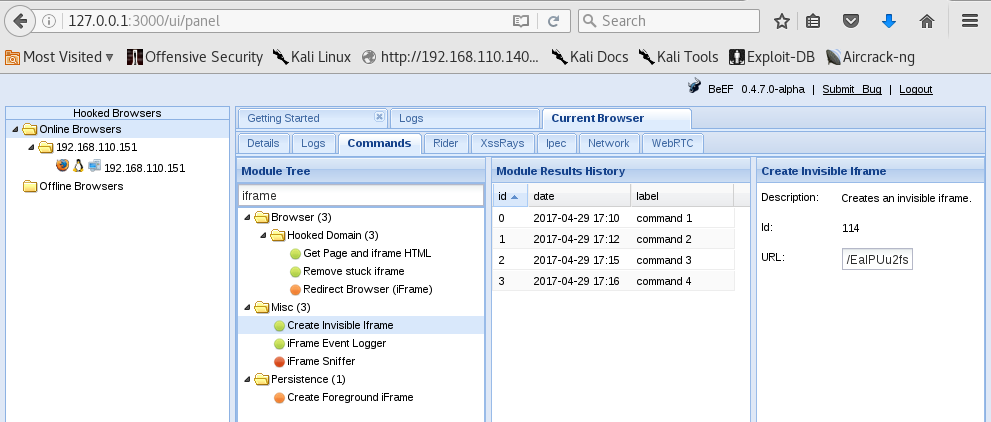 127.0.0.1:3000/ui/panel
Search
Most Visited
Offensive Security
Kali Linux
http://192.168.110.140...
Kali Docs
Kali Tools
Exploit-DB
Aircrack-ng
BeEF 0.4.7.0-alpha | Submit Bug | Logout
Hooked Browsers
Online Browsers
192.168.110.151
192.168.110.151
Offline Browsers
Getting Started
Logs
Current Browser
Details
Logs
Commands
Rider
XssRays
Ipec
Network
WebRTC
Module Tree
iframe
Browser (3)
Hooked Domain (3)
Get Page and iframe HTML
Remove stuck iframe
Redirect Browser (iFrame)
Misc (3)
Create Invisible Iframe
iFrame Event Logger
iFrame Sniffer
Persistence (1)
Create Foreground iFrame
Module Results History
id date label
0 2017-04-29 17:10 command 1
1 2017-04-29 17:12 command 2
2 2017-04-29 17:15 command 3
3 2017-04-29 17:16 command 4
Create Invisible Iframe
Description: Creates an invisible iframe.
Id: 114
URL: /EaIPUu2fs